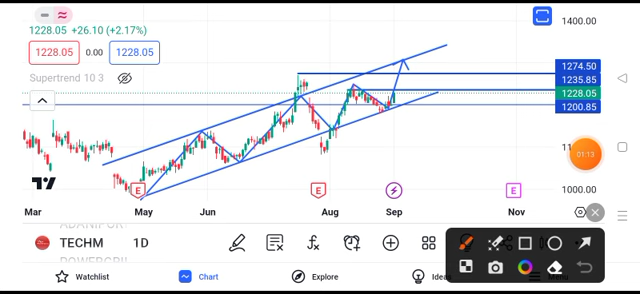 1228.05 +26.10 (+2.17%)
1228.05 0.00 1228.05
Supertrend 10 3
1400.00
1274.50
1235.85
1228.05
1200.85
01:13
1000.00
E E E
Mar May Jun Aug Sep Nov
TECHM 1D
Watchlist Chart Explore Ideas